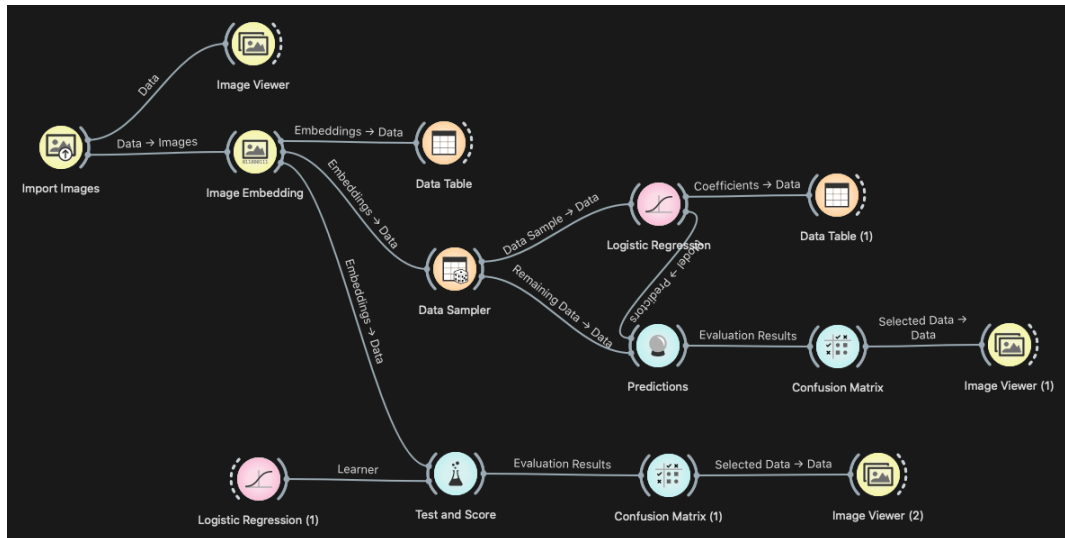 Data
Image Viewer
Data → Images
Import Images
Image Embedding
Embeddings → Data
Data Table
Embeddings → Data
Embeddings → Data
Data Sampler
Data Sample → Data
Remaining Data → Data
Logistic Regression
Coefficients → Data
Data Table (1)
Model → Predictors
Predictions
Evaluation Results
Confusion Matrix
Selected Data →
Data
Image Viewer (1)
Logistic Regression (1)
Learner
Test and Score
Evaluation Results
Confusion Matrix (1)
Selected Data → Data
Image Viewer (2)